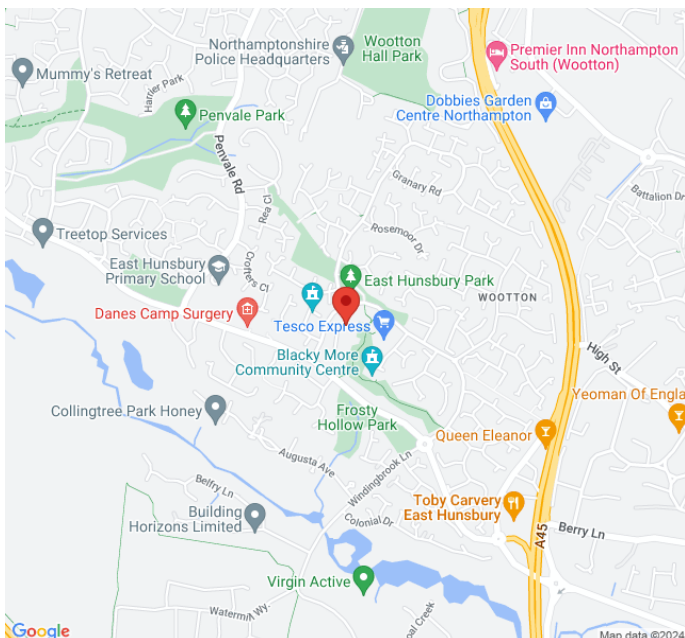 Northamptonshire
Police Headquarters
Wootton
Hall Park
Premier Inn Northampton
South (Wootton)
Mummy's Retreat
Harrier Park
Penvale Park
Dobbies Garden
Centre Northampton
Penvale Rd
Granary Rd
Battalion Dr
Rea Cl
Rosemoor Dr
Treetop Services
East Hunsbury
Primary School
Crofters Ct
East Hunsbury Park
WOOTTON
Danes Camp Surgery
Tesco Express
Blacky More
Community Centre
High St
Yeoman Of Engla
Collingtree Park Honey
Frosty
Hollow Park
Queen Eleanor
Augusta Ave
Windingbrook Ln
Belfry Ln
Toby Carvery
East Hunsbury
Building
Horizons Limited
Colonial Dr
Berry Ln
A45
Virgin Active
Watermill Wy.
oal Creek
Google
Map data ©2024